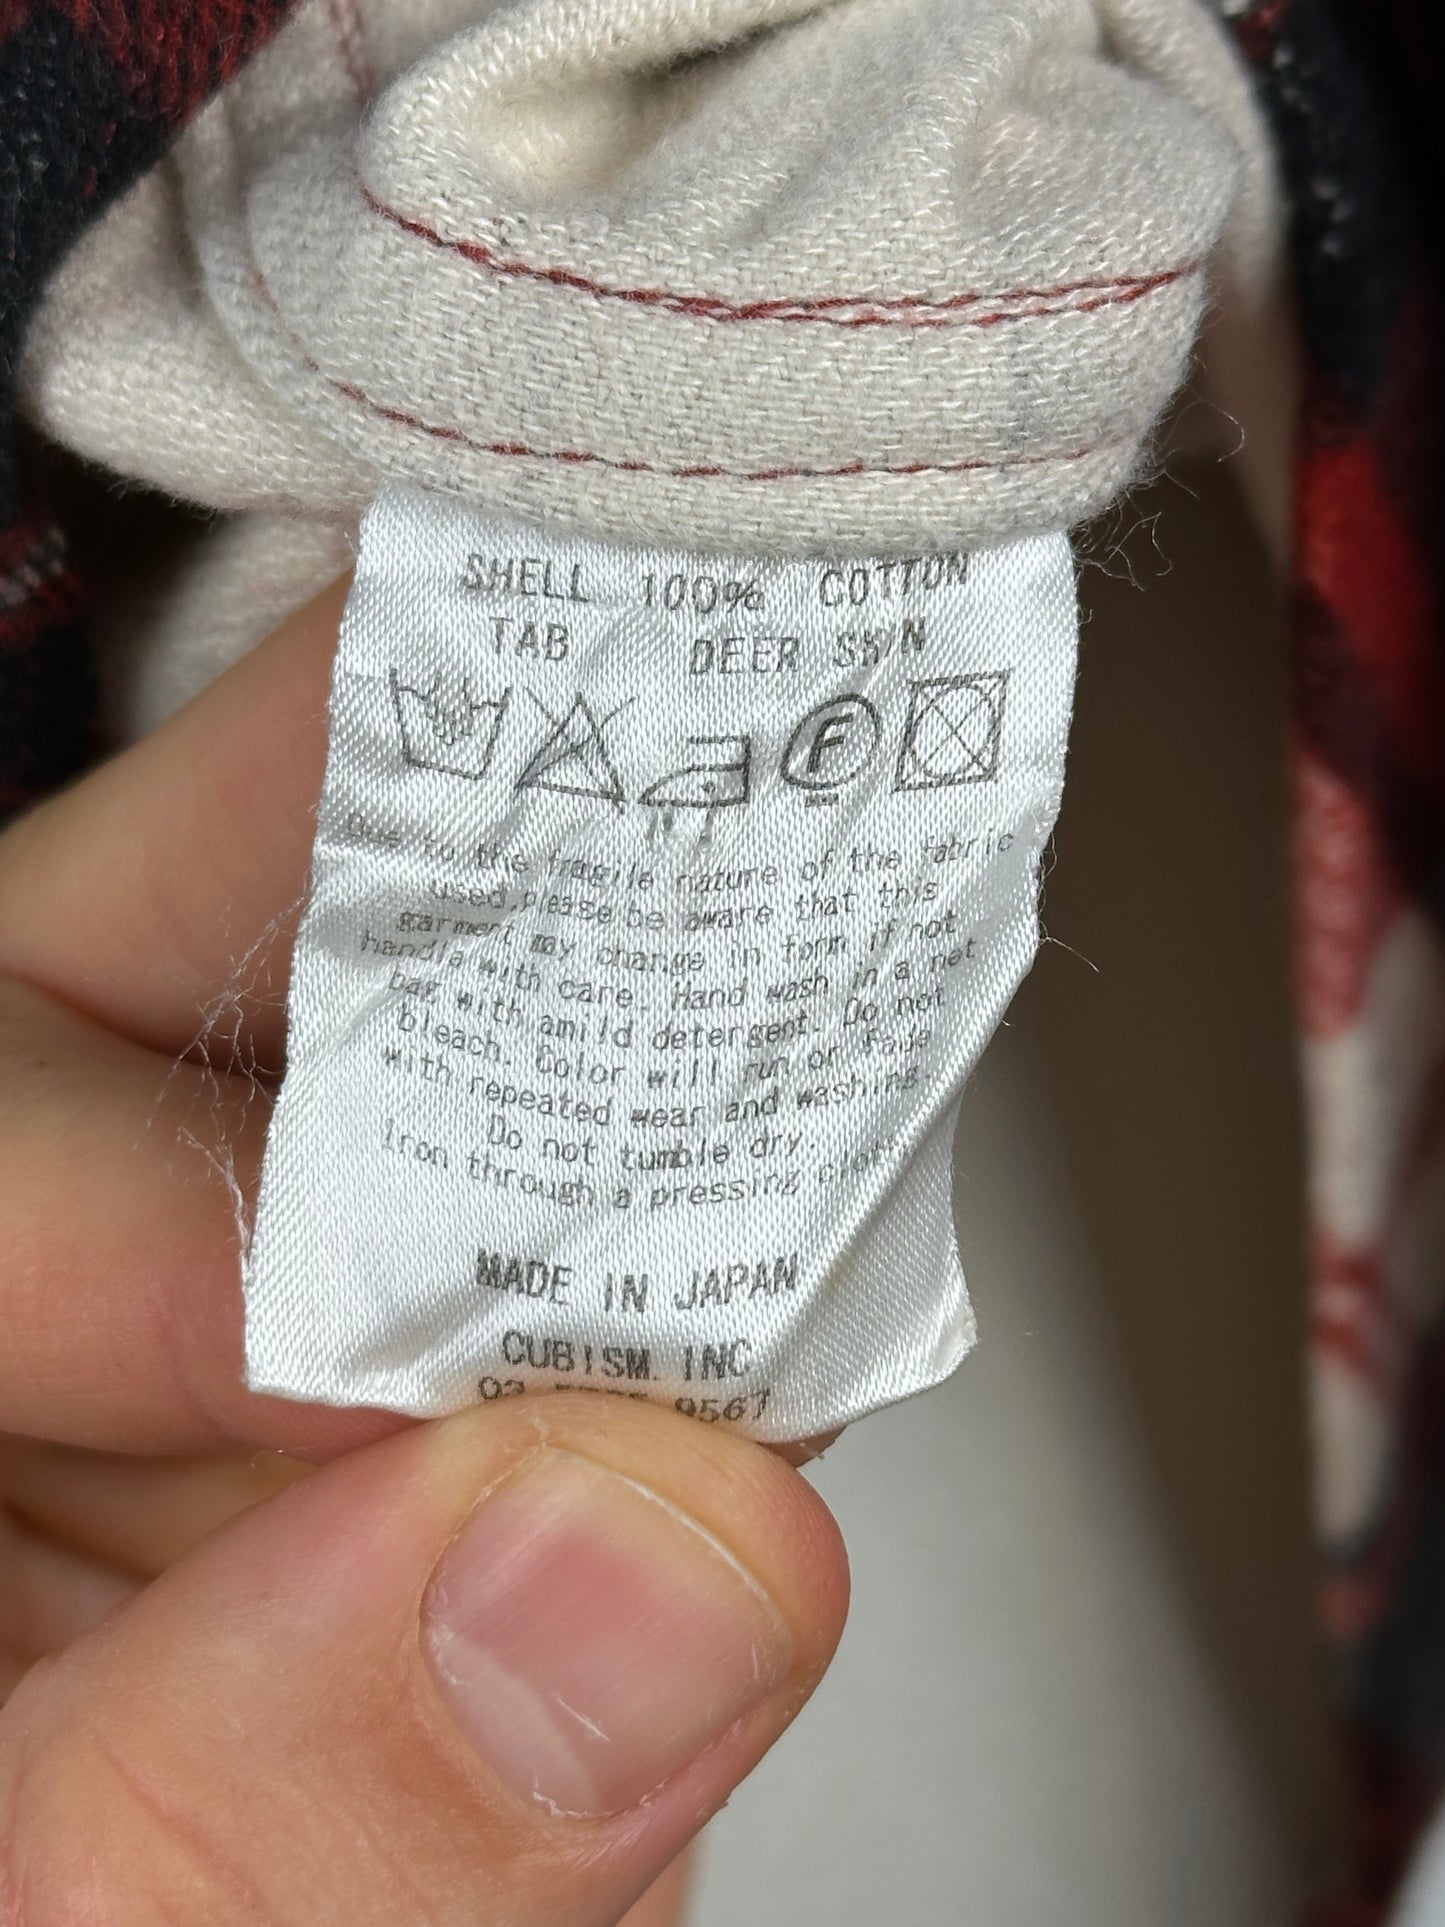 SHELL 100% COTTON
TAB DEER SKIN
F
Due to the fragile nature of the fabric
used,please be aware that this
garment may change in form if not
handle with care. Hand wash in a net
bag with amild detergent. Do not
bleach. Color will run or fade
with repeated wear and washing.
Do not tumble dry.
Iron through a pressing cloth
MADE IN JAPAN
CUBISM. INC
9567